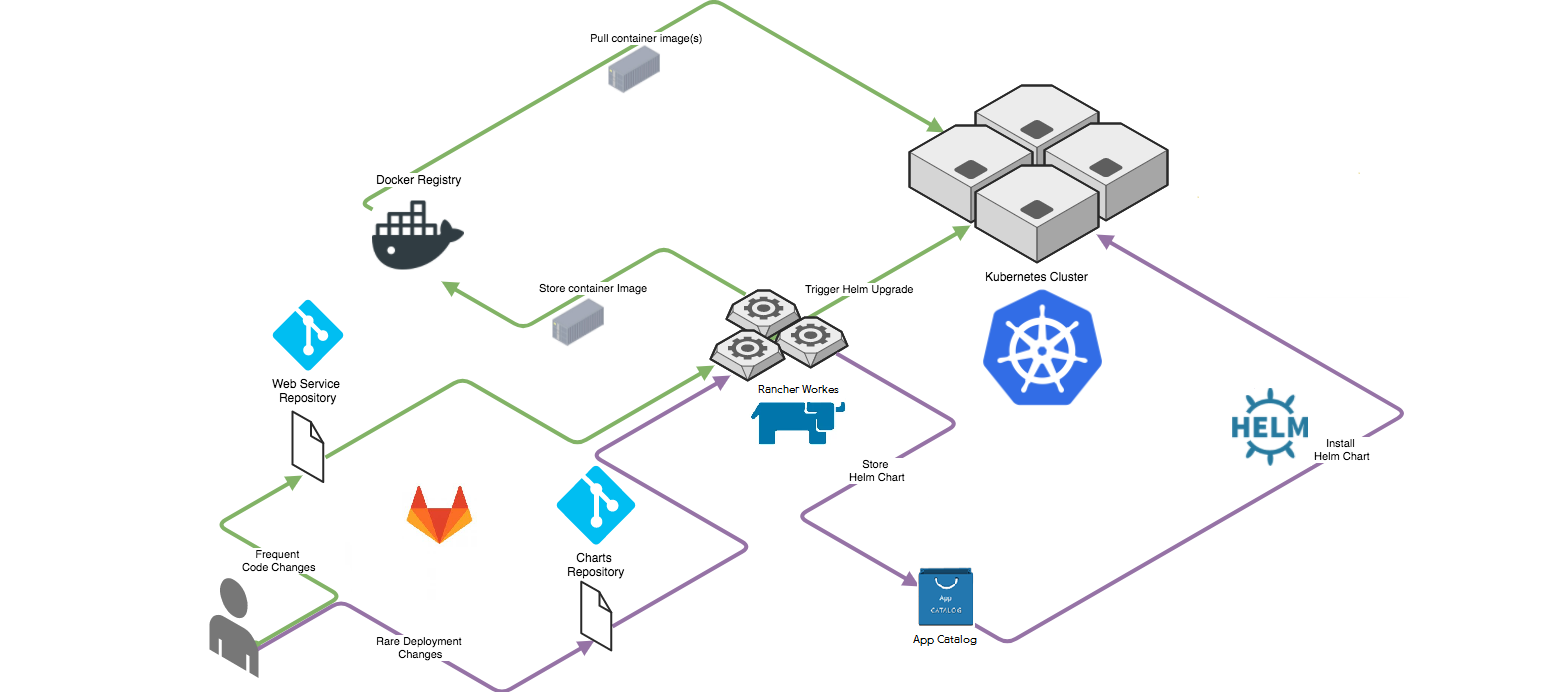 Pull container image(s)
Docker Registry
Kubernetes Cluster
Store container Image
Trigger Helm Upgrade
Web Service
Repository
Rancher Workes
HELM
Install
Helm Chart
Store
Helm Chart
Frequent
Code Changes
Charts
Repository
App
CATALOG
App Catalog
Rare Deployment
Changes